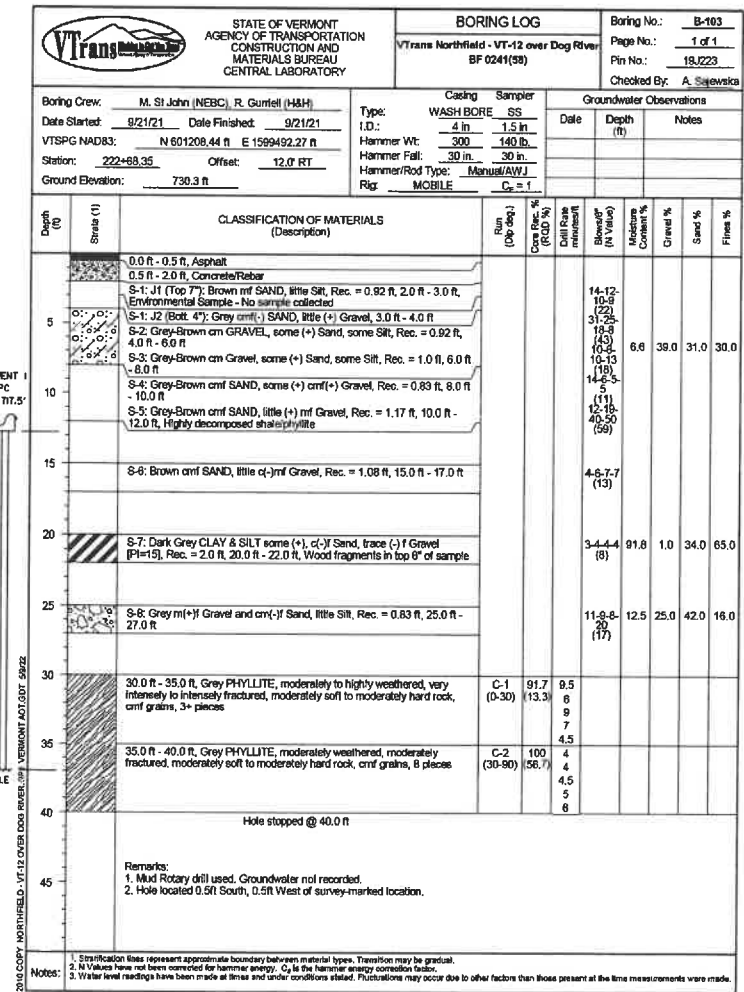 VTrans
STATE OF VERMONT
AGENCY OF TRANSPORTATION
CONSTRUCTION AND
MATERIALS BUREAU
CENTRAL LABORATORY
BORING LOG
VTrans Northfield - VT-12 over Dog River
BF 0241(58)
Boring No.: B-103
Page No.: 1 of 1
Pin No.: 19J223
Checked By: A. Sajewska
Boring Crew: M. St John (NEBC), R. Gurriell (H&H)
Date Started: 9/21/21 Date Finished: 9/21/21
VTSPG NAD83: N 601208.44 ft E 1599492.27 ft
Station: 222+68.35 Offset: 12.0' RT
Ground Elevation: 730.3 ft
Casing Sampler
Type: WASH BORE SS
I.D.: 4 in 1.5 in
Hammer Wt: 300 140 lb.
Hammer Fall: 30 in. 30 in.
Hammer/Rod Type: Manual/AWJ
Rig: MOBILE C_E = 1
Groundwater Observations
Date Depth (ft) Notes
Depth (ft)
Strata (1)
CLASSIFICATION OF MATERIALS
(Description)
Run (Dip deg.)
Core Rec. % (RQD %)
Drill Rate minutes/ft
Blows/6" (N Value)
Moisture Content %
Gravel %
Sand %
Fines %
0.0 ft - 0.5 ft, Asphalt
0.5 ft - 2.0 ft, Concrete/Rebar
S-1: J1 (Top 7"): Brown mf SAND, little Silt, Rec. = 0.92 ft, 2.0 ft - 3.0 ft,
Environmental Sample - No sample collected
14-12-
10-9
(22)
5
S-1: J2 (Bott. 4"): Grey cmf(-) SAND, little (+) Gravel, 3.0 ft - 4.0 ft
S-2: Grey-Brown cm GRAVEL, some (+) Sand, some Silt, Rec. = 0.92 ft,
4.0 ft - 6.0 ft
31-25-
18-8
(43)
6.6 39.0 31.0 30.0
S-3: Grey-Brown cm Gravel, some (+) Sand, some Silt, Rec. = 1.0 ft, 6.0 ft
- 8.0 ft
10-8-
10-13
(18)
10
S-4: Grey-Brown cmf SAND, some (+) cmf(+) Gravel, Rec. = 0.83 ft, 8.0 ft
- 10.0 ft
14-6-5-
5
(11)
S-5: Grey-Brown cmf SAND, little (+) mf Gravel, Rec. = 1.17 ft, 10.0 ft -
12.0 ft, Highly decomposed shale/phyllite
12-19-
40-50
(59)
15
S-6: Brown cmf SAND, little c(-)mf Gravel, Rec. = 1.08 ft, 15.0 ft - 17.0 ft
4-6-7-7
(13)
20
S-7: Dark Grey CLAY & SILT some (+), c(-)f Sand, trace (-) f Gravel
[PI=15], Rec. = 2.0 ft, 20.0 ft - 22.0 ft, Wood fragments in top 6" of sample
3-4-4-4
(8)
91.8 1.0 34.0 65.0
25
S-8: Grey m(+)f Gravel and cm(-)f Sand, little Silt, Rec. = 0.83 ft, 25.0 ft -
27.0 ft
11-9-8-
20
(17)
12.5 25.0 42.0 16.0
30
30.0 ft - 35.0 ft, Grey PHYLLITE, moderately to highly weathered, very
intensely to intensely fractured, moderately soft to moderately hard rock,
cmf grains, 3+ pieces
C-1
(0-30)
91.7
(13.3)
9.5
6
9
7
4.5
35
35.0 ft - 40.0 ft, Grey PHYLLITE, moderately weathered, moderately
fractured, moderately soft to moderately hard rock, cmf grains, 8 pieces
C-2
(30-90)
100
(56.7)
4
4
4.5
5
6
40
Hole stopped @ 40.0 ft
Remarks:
1. Mud Rotary drill used. Groundwater not recorded.
2. Hole located 0.5ft South, 0.5ft West of survey-marked location.
45
Notes:
1. Stratification lines represent approximate boundary between material types. Transition may be gradual.
2. N Values have not been corrected for hammer energy. C_E is the hammer energy correction factor.
3. Water level readings have been made at times and under conditions stated. Fluctuations may occur due to other factors than those present at the time measurements were made.
2010 COPY NORTHFIELD - VT-12 OVER DOG RIVER.GPJ VERMONT AOT.GDT 5/9/22
717.5'